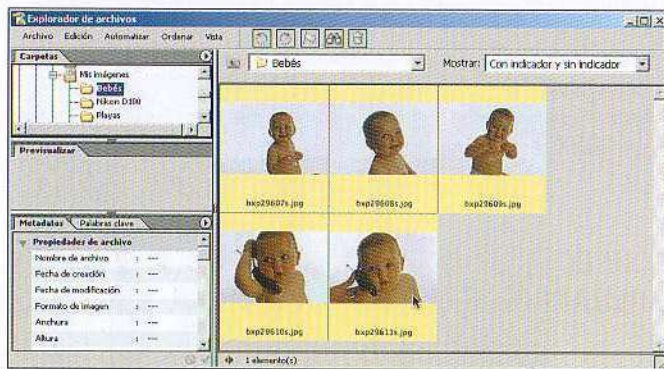 Explorador de archivos
Archivo Edición Automatizar Ordenar Vista
Carpetas
Mis imágenes
Bebés
Nikon D100
Playas
Previsualizar
Metadatos Palabras clave
Propiedades de archivo
Nombre de archivo : ---
Fecha de creación : ---
Fecha de modificación : ---
Formato de imagen : ---
Anchura : ---
Altura : ---
Bebés
Mostrar: Con indicador y sin indicador
bxp29607s.jpg bxp29608s.jpg bxp29609s.jpg
bxp29610s.jpg bxp29611s.jpg
1 elemento(s)